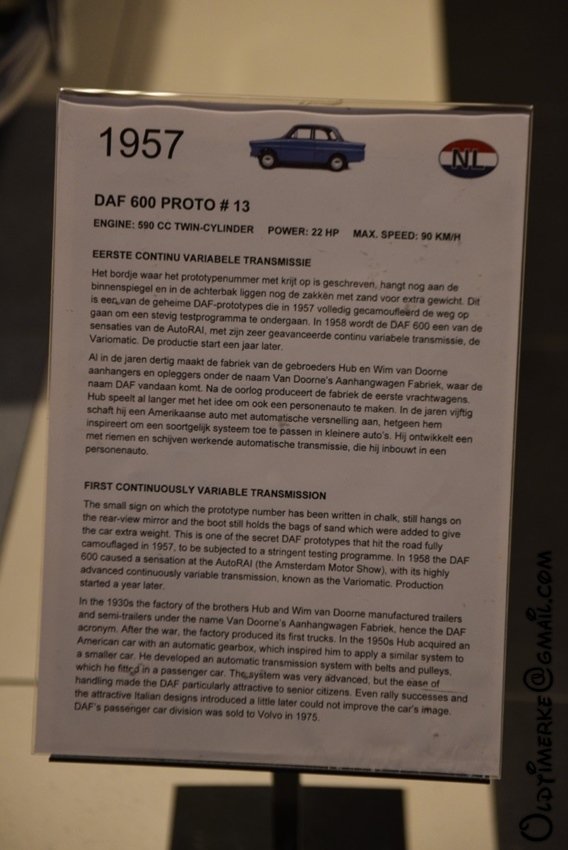 1957
NL
DAF 600 PROTO # 13
ENGINE: 590 CC TWIN-CYLINDER POWER: 22 HP MAX. SPEED: 90 KM/H
EERSTE CONTINU VARIABELE TRANSMISSIE
Het bordje waar het prototypenummer met krijt op is geschreven, hangt nog aan de
binnenspiegel en in de achterbak liggen nog de zakken met zand voor extra gewicht. Dit
is een van de geheime DAF-prototypes die in 1957 volledig gecamoufleerd de weg op
gaan om een stevig testprogramma te ondergaan. In 1958 wordt de DAF 600 een van de
sensaties van de AutoRAI, met zijn zeer geavanceerde continu variabele transmissie, de
Variomatic. De productie start een jaar later.
Al in de jaren dertig maakt de fabriek van de gebroeders Hub en Wim van Doorne
aanhangers en opleggers onder de naam Van Doorne's Aanhangwagen Fabriek, waar de
naam DAF vandaan komt. Na de oorlog produceert de fabriek de eerste vrachtwagens.
Hub speelt al langer met het idee om ook een personenauto te maken. In de jaren vijftig
schaft hij een Amerikaanse auto met automatische versnelling aan, hetgeen hem
inspireert om een soortgelijk systeem toe te passen in kleinere auto's. Hij ontwikkelt een
met riemen en schijven werkende automatische transmissie, die hij inbouwt in een
personenauto.
FIRST CONTINUOUSLY VARIABLE TRANSMISSION
The small sign on which the prototype number has been written in chalk, still hangs on
the rear-view mirror and the boot still holds the bags of sand which were added to give
the car extra weight. This is one of the secret DAF prototypes that hit the road fully
camouflaged in 1957, to be subjected to a stringent testing programme. In 1958 the DAF
600 caused a sensation at the AutoRAI (the Amsterdam Motor Show), with its highly
advanced continuously variable transmission, known as the Variomatic. Production
started a year later.
In the 1930s the factory of the brothers Hub and Wim van Doorne manufactured trailers
and semi-trailers under the name Van Doorne's Aanhangwagen Fabriek, hence the DAF
acronym. After the war, the factory produced its first trucks. In the 1950s Hub acquired an
American car with an automatic gearbox, which inspired him to apply a similar system to
a smaller car. He developed an automatic transmission system with belts and pulleys,
which he fitted in a passenger car. The system was very advanced, but the ease of
handling made the DAF particularly attractive to senior citizens. Even rally successes and
the attractive Italian designs introduced a little later could not improve the car's image.
DAF's passenger car division was sold to Volvo in 1975.
OLDTIMERKE@GMAIL.COM